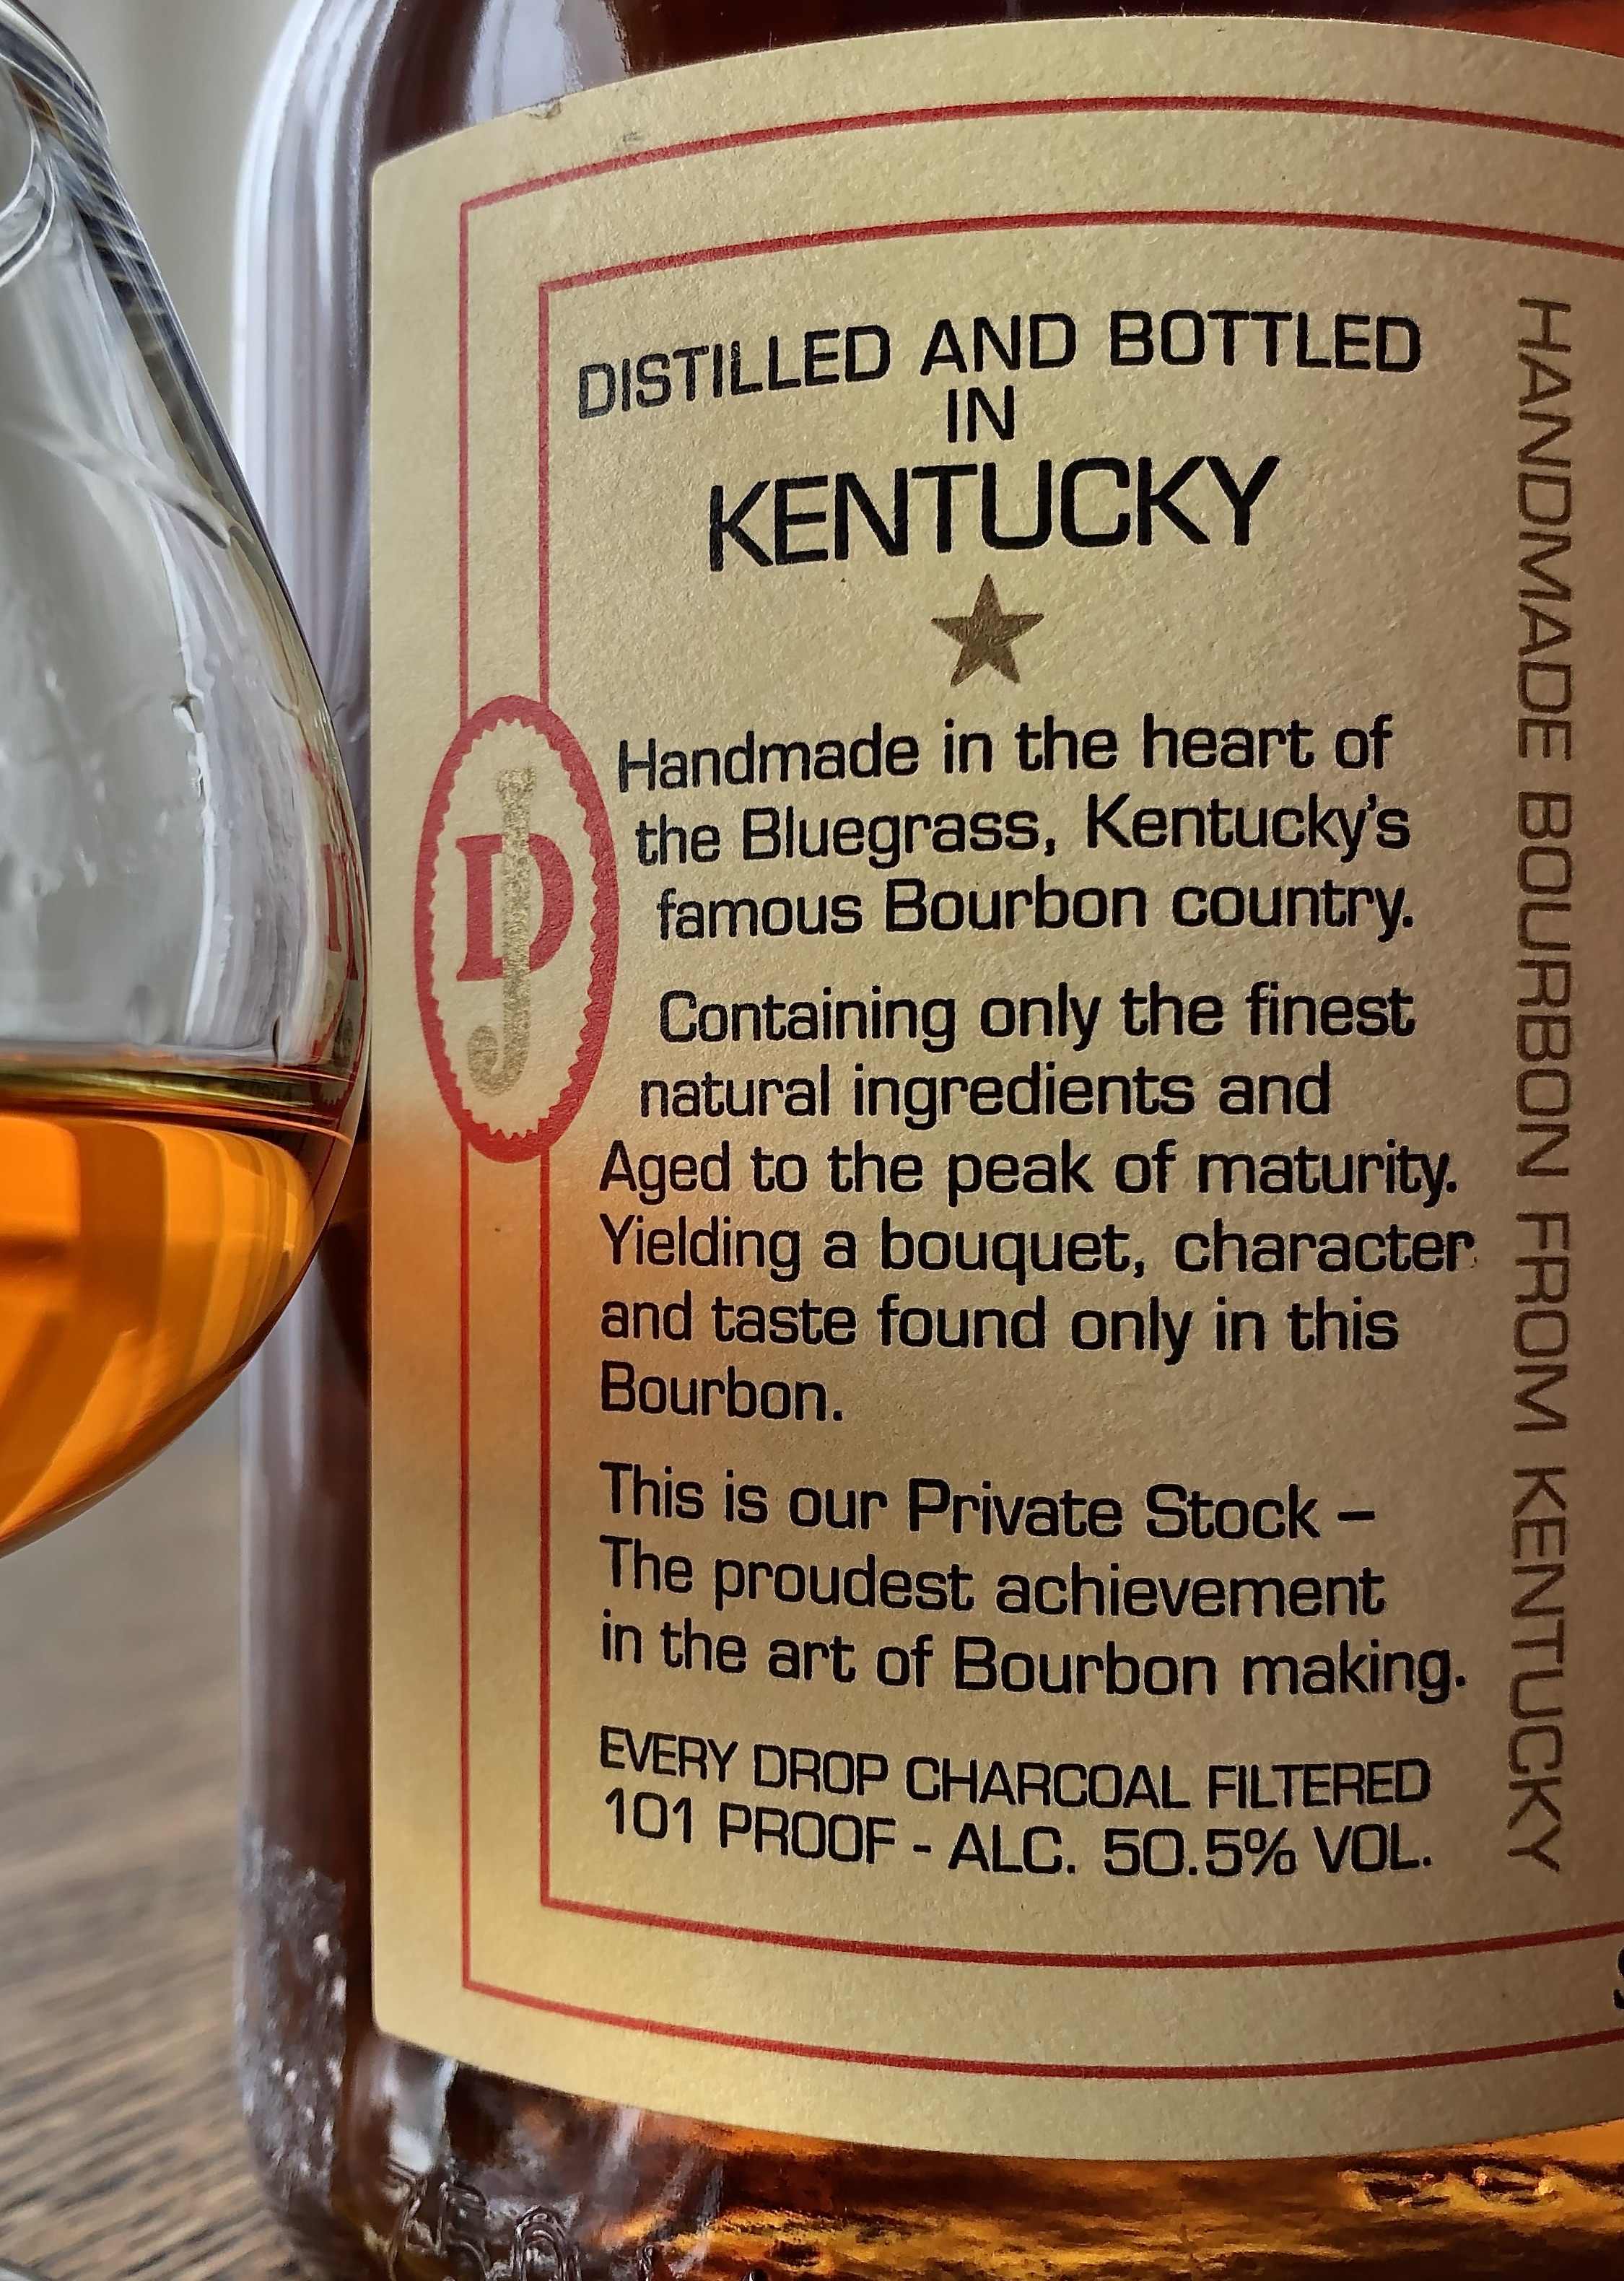 DISTILLED AND BOTTLED
IN
KENTUCKY
Handmade in the heart of
the Bluegrass, Kentucky's
famous Bourbon country.
Containing only the finest
natural ingredients and
Aged to the peak of maturity.
Yielding a bouquet, character
and taste found only in this
Bourbon.
This is our Private Stock –
The proudest achievement
in the art of Bourbon making.
EVERY DROP CHARCOAL FILTERED
101 PROOF - ALC. 50.5% VOL.
JD
HANDMADE BOURBON FROM KENTUCKY